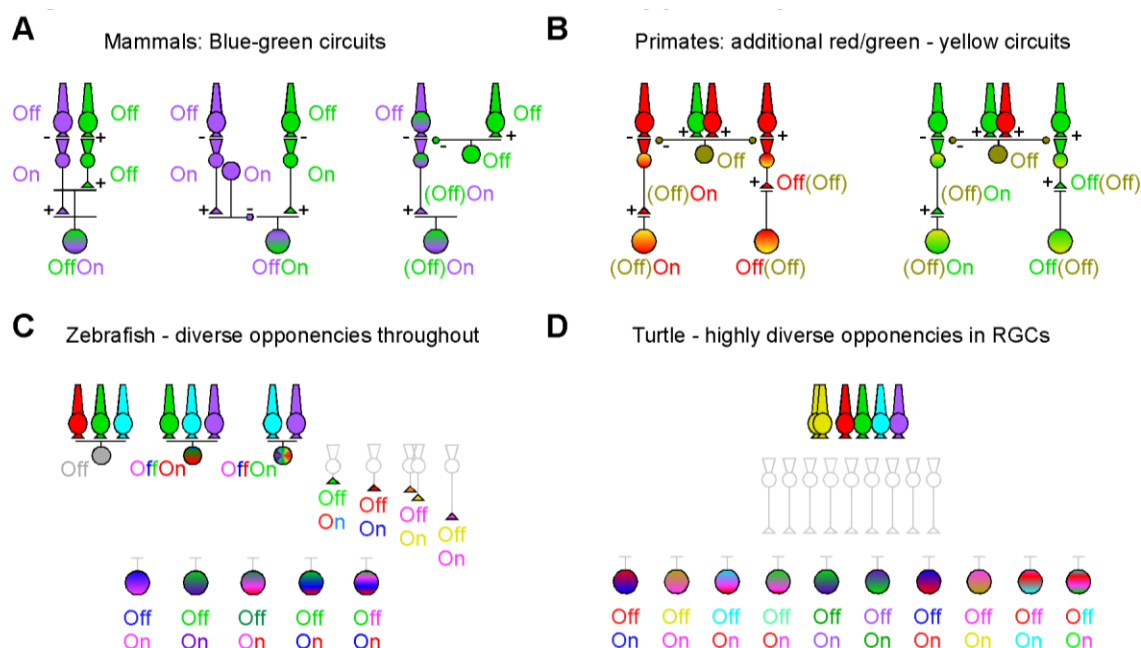 A
Mammals: Blue-green circuits
Off Off Off Off Off Off
- + - - - +
On Off On On On - Off
+ (Off)On
+ + - +
OffOn OffOn (Off)On
B
Primates: additional red/green - yellow circuits
- + + + - + + +
- Off - Off
(Off)On Off(Off) (Off)On Off(Off)
+ + + +
(Off)On Off(Off) (Off)On Off(Off)
C
Zebrafish - diverse opponencies throughout
Off OffOn OffOn
Off Off Off Off
On On On On
Off Off Off Off Off
On On On On On
D
Turtle - highly diverse opponencies in RGCs
Off Off Off Off Off Off Off Off Off Off
On On On On On On On On On On